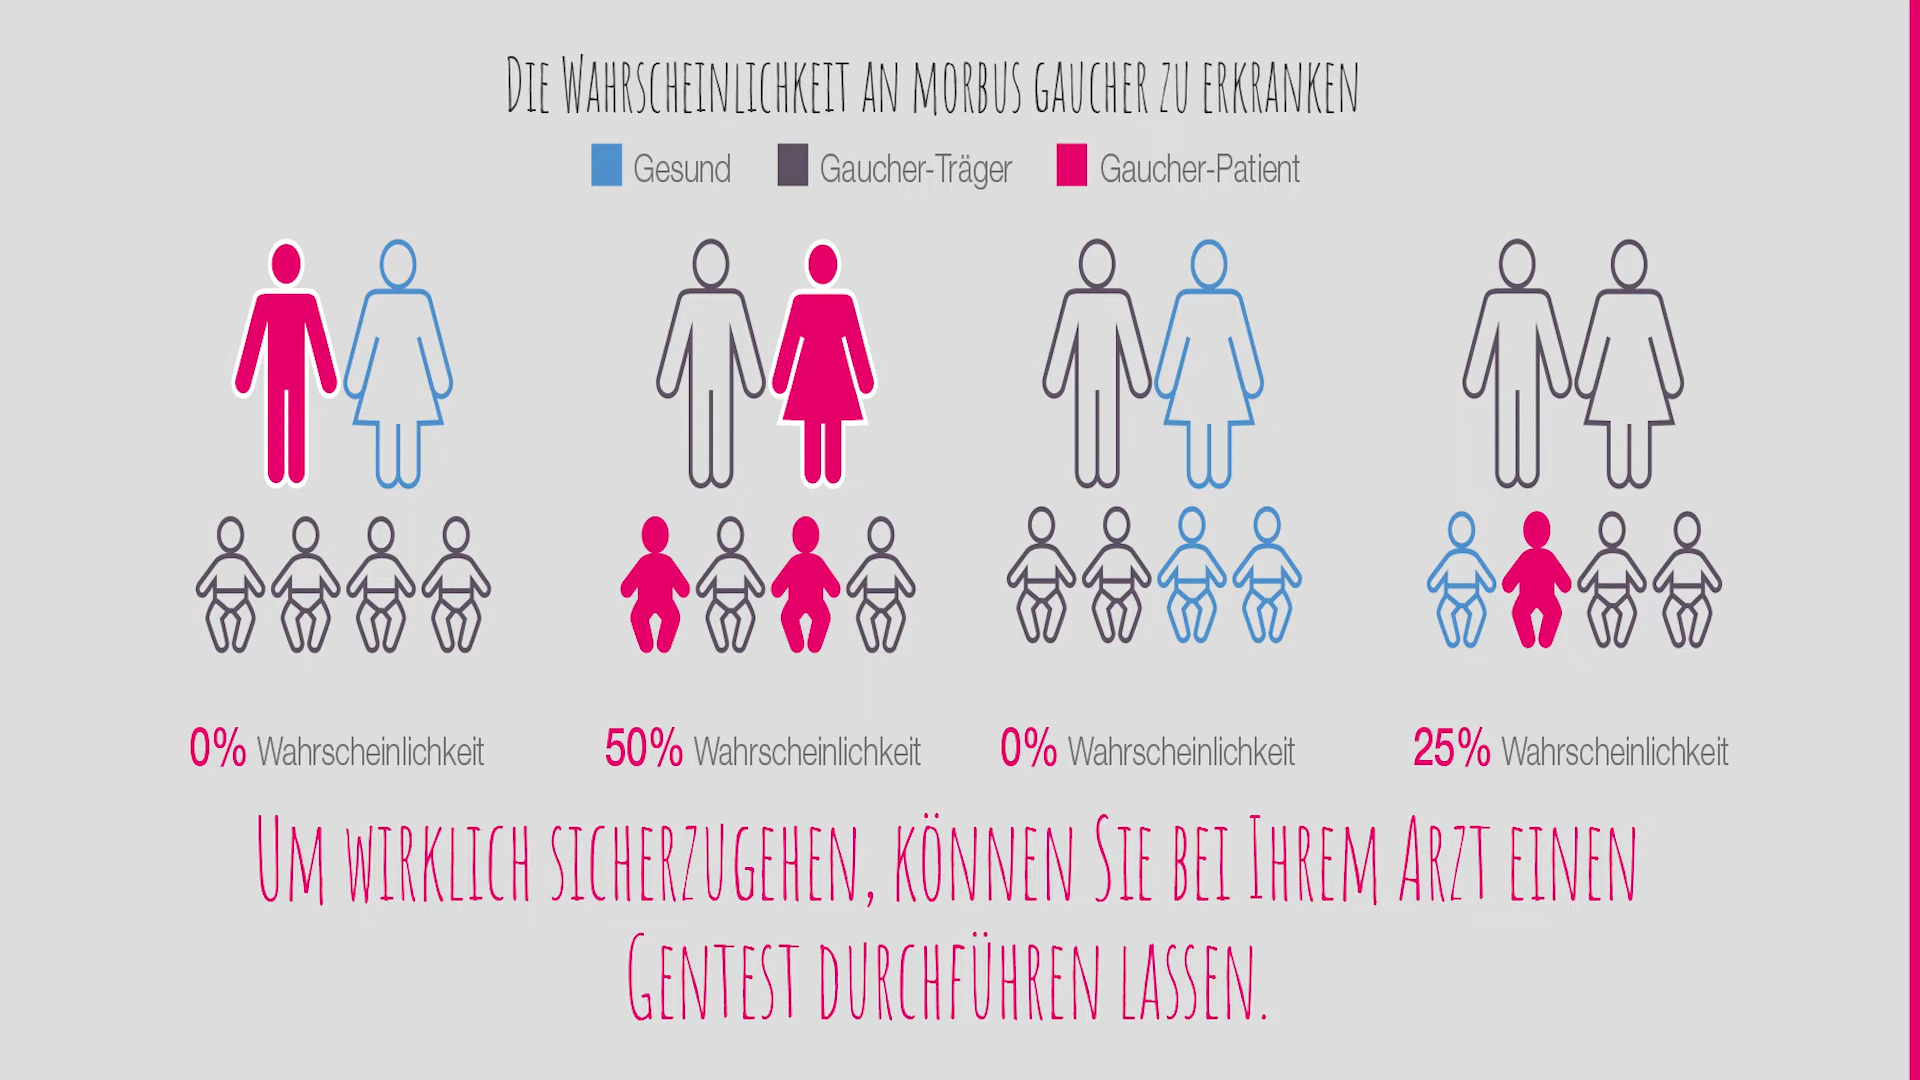 Die Wahrscheinlichkeit an morbus gaucher zu erkranken
Gesund Gaucher-Träger Gaucher-Patient
0% Wahrscheinlichkeit 50% Wahrscheinlichkeit 0% Wahrscheinlichkeit 25% Wahrscheinlichkeit
Um wirklich sicherzugehen, können Sie bei Ihrem Arzt einen
Gentest durchführen lassen.